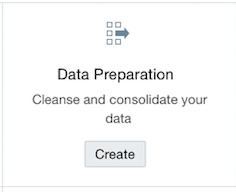 Data Preparation
Cleanse and consolidate your
data
Create